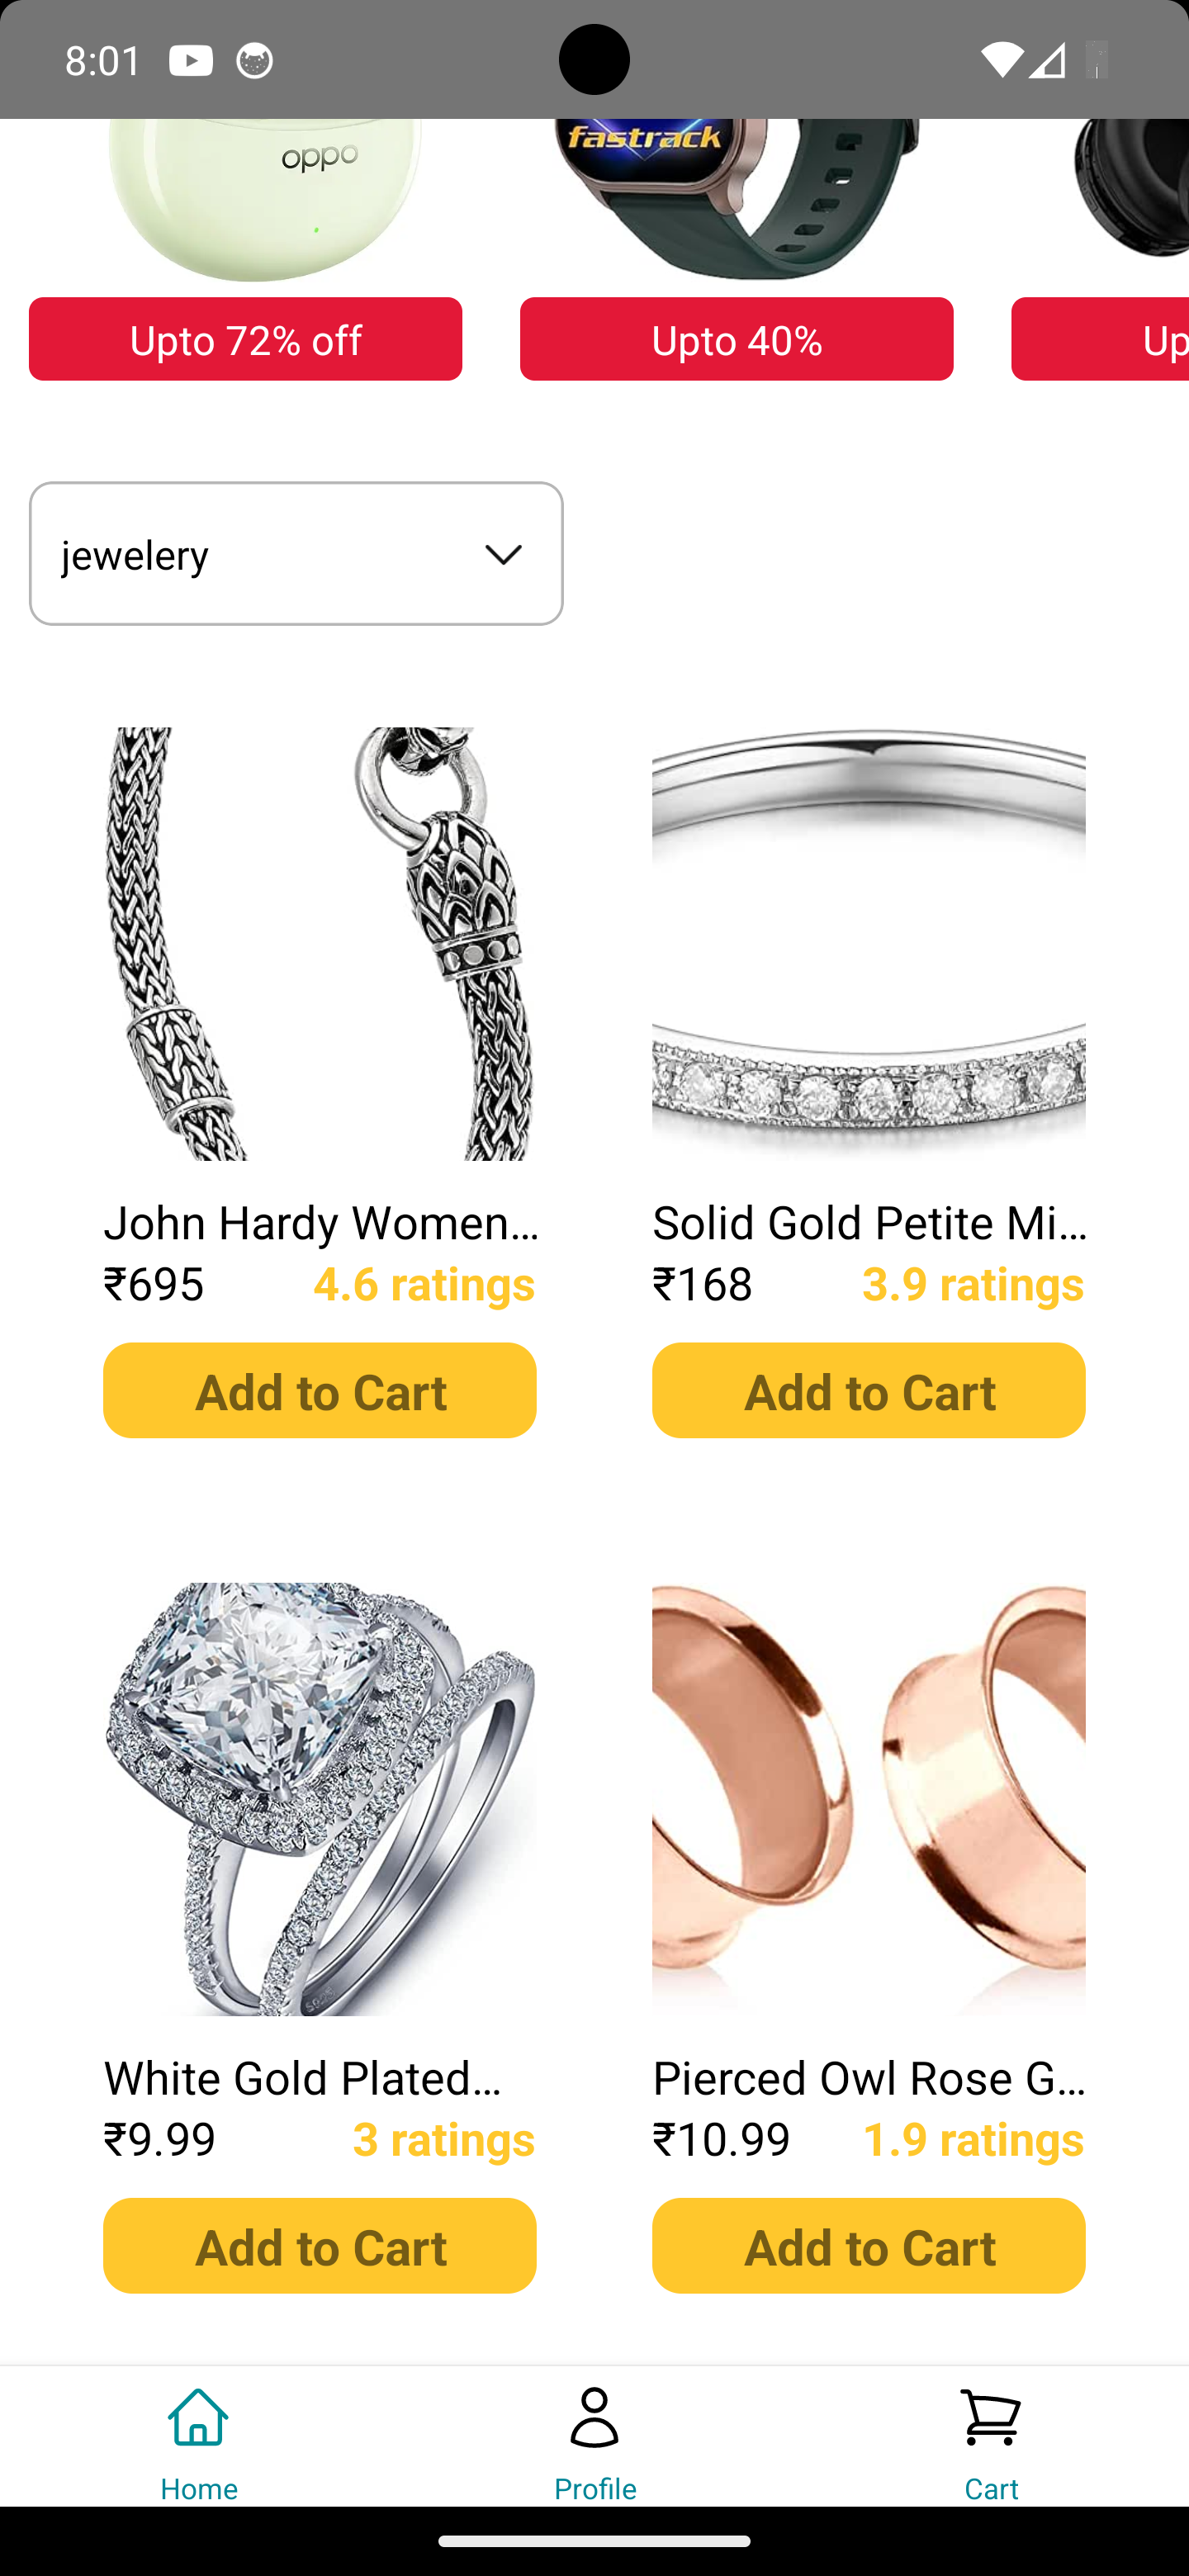 8:01
oppo
fastrack
Upto 72% off
Upto 40%
Up
jewelery
John Hardy Women...
Solid Gold Petite Mi...
₹695
4.6 ratings
₹168
3.9 ratings
Add to Cart
Add to Cart
White Gold Plated...
Pierced Owl Rose G...
₹9.99
3 ratings
₹10.99
1.9 ratings
Add to Cart
Add to Cart
Home
Profile
Cart